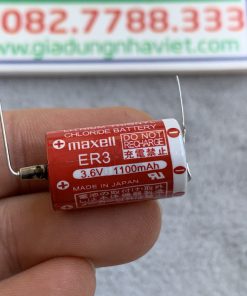 082.7788.333
www.giadungnhaviet.com
CHLORIDE BATTERY
maxell
DO NOT
RECHARGE
充電禁止
ER3
3.6V 1100mAh
MADE IN JAPAN